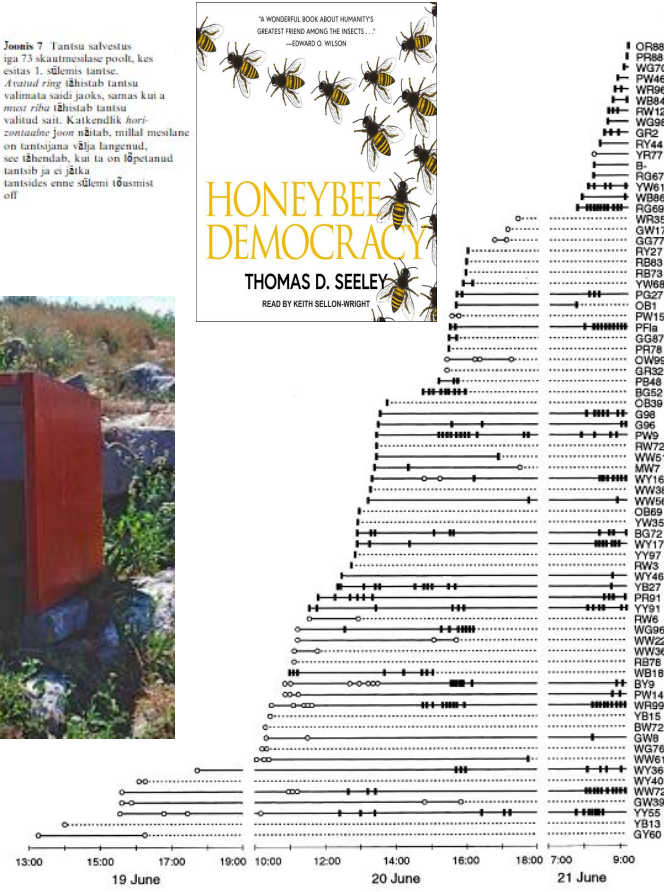 Joonis 7 Tantsu salvestus
iga 73 skautmesilase poolt, kes
esitas 1. sülemis tantse.
Avatud ring tähistab tantsu
valimata saidi jaoks, samas kui a
must riba tähistab tantsu
valitud sait. Katkendlik hori-
zontaalne joon näitab, millal mesilane
on tantsijana välja langenud,
see tähendab, kui ta on lõpetanud
tantsib ja ei jätka
tantsides enne sülemi tõusmist
off
"A WONDERFUL BOOK ABOUT HUMANITY'S
GREATEST FRIEND AMONG THE INSECTS . . ."
—EDWARD O. WILSON
HONEYBEE
DEMOCRACY
THOMAS D. SEELEY
READ BY KEITH SELLON-WRIGHT
OR88
PR88
WG70
PW46
WR96
WB84
RW12
WG98
GR2
RY44
YR77
B-
RG67
YW61
WB86
RG69
WR35
GW17
GG77
RY27
RB83
RB73
YW68
PG27
OB1
PW15
PFla
GG87
PR78
OW99
GR32
PB48
BG52
OB39
G98
G96
PW9
RW72
WW51
MW7
WY16
WW36
WW56
OB69
YW35
BG72
WY17
YY97
RW3
WY46
YB27
PR91
YY91
RW6
WG96
WW22
WW36
RB78
WB18
BY9
PW14
WR99
YB15
BW72
GW8
WG76
WW61
WY36
WY40
WW72
GW39
YY55
YB13
GY60
13:00 15:00 17:00 19:00 10:00 12:00 14:00 16:00 18:00 7:00 9:00
19 June 20 June 21 June